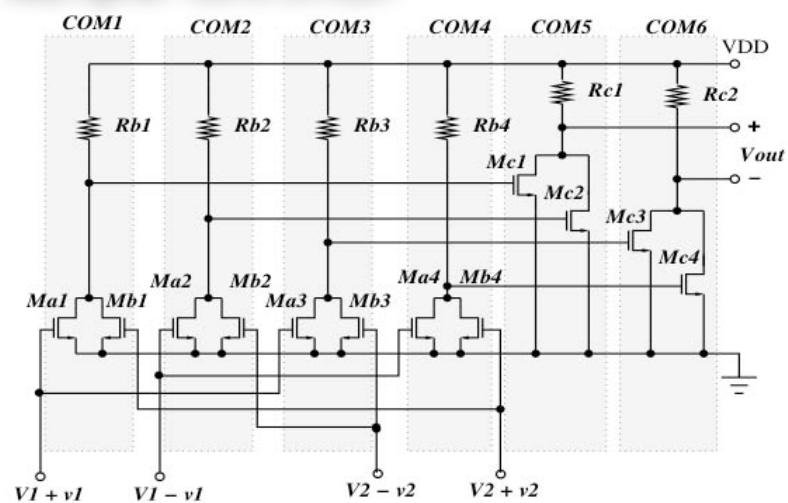 COM1 COM2 COM3 COM4 COM5 COM6
VDD
Rb1 Rb2 Rb3 Rb4 Rc1 Rc2
+
Vout
−
Mc1
Mc2
Mc3
Mc4
Ma1 Mb1 Ma2 Mb2 Ma3 Mb3 Ma4 Mb4
V1 + v1 V1 − v1 V2 − v2 V2 + v2